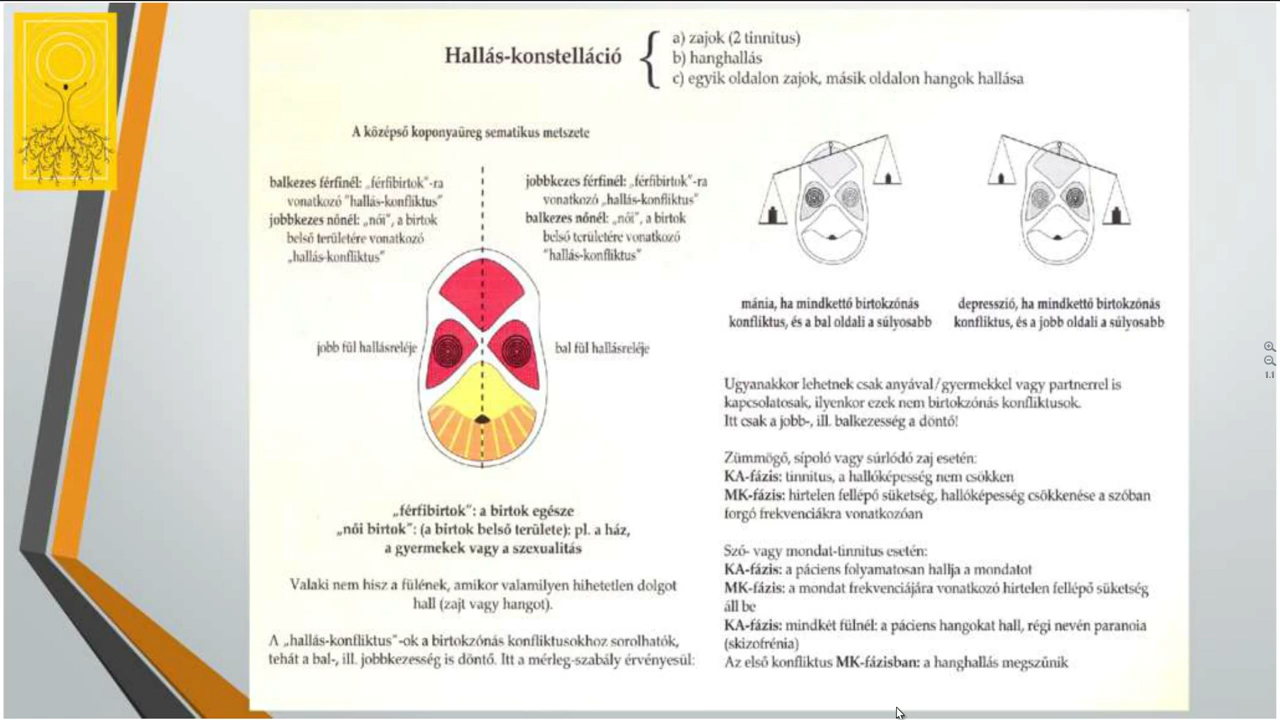 Hallás-konstelláció
a) zajok (2 tinnitus)
b) hanghallás
c) egyik oldalon zajok, másik oldalon hangok hallása
A középső koponyaüreg sematikus metszete
balkezes férfinél: „férfibirtok"-ra
vonatkozó "hallás-konfliktus"
jobbkezes nőnél: „női", a birtok
belső területére vonatkozó
„hallás-konfliktus"
jobbkezes férfinél: „férfibirtok"-ra
vonatkozó „hallás-konfliktus"
balkezes nőnél: „női", a birtok
belső területére vonatkozó
"hallás-konfliktus"
jobb fül hallásreléje
bal fül hallásreléje
„férfibirtok": a birtok egésze
„női birtok": (a birtok belső területe): pl. a ház,
a gyermekek vagy a szexualitás
Valaki nem hisz a fülének, amikor valamilyen hihetetlen dolgot
hall (zajt vagy hangot).
A „hallás-konfliktus"-ok a birtokzónás konfliktusokhoz sorolhatók,
tehát a bal-, ill. jobbkezesség is döntő. Itt a mérleg-szabály érvényesül:
mánia, ha mindkettő birtokzónás
konfliktus, és a bal oldali a súlyosabb
depresszió, ha mindkettő birtokzónás
konfliktus, és a jobb oldali a súlyosabb
Ugyanakkor lehetnek csak anyával/gyermekkel vagy partnerrel is
kapcsolatosak, ilyenkor ezek nem birtokzónás konfliktusok.
Itt csak a jobb-, ill. balkezesség a döntő!
Zümmögő, sípoló vagy súrlódó zaj esetén:
KA-fázis: tinnitus, a hallóképesség nem csökken
MK-fázis: hirtelen fellépő süketség, hallóképesség csökkenése a szóban
forgó frekvenciákra vonatkozóan
Szó- vagy mondat-tinnitus esetén:
KA-fázis: a páciens folyamatosan hallja a mondatot
MK-fázis: a mondat frekvenciájára vonatkozó hirtelen fellépő süketség
áll be
KA-fázis: mindkét fülnél: a páciens hangokat hall, régi nevén paranoia
(skizofrénia)
Az első konfliktus MK-fázisban: a hanghallás megszűnik
1:1